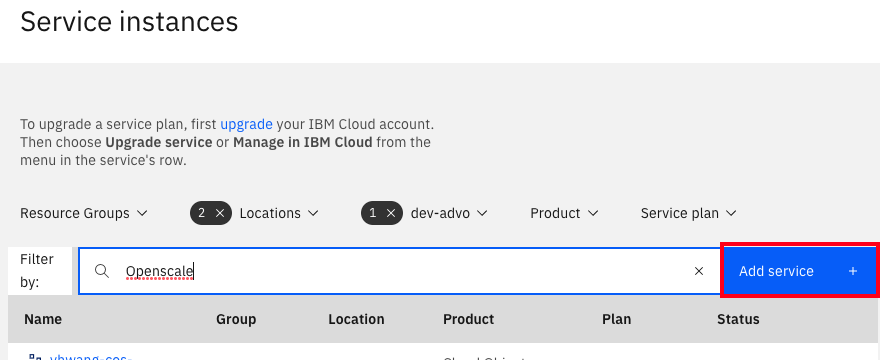 Service instances
To upgrade a service plan, first upgrade your IBM Cloud account.
Then choose Upgrade service or Manage in IBM Cloud from the
menu in the service's row.
Resource Groups 2 × Locations 1 × dev-advo Product Service plan
Filter
by:
Openscale × Add service +
Name Group Location Product Plan Status